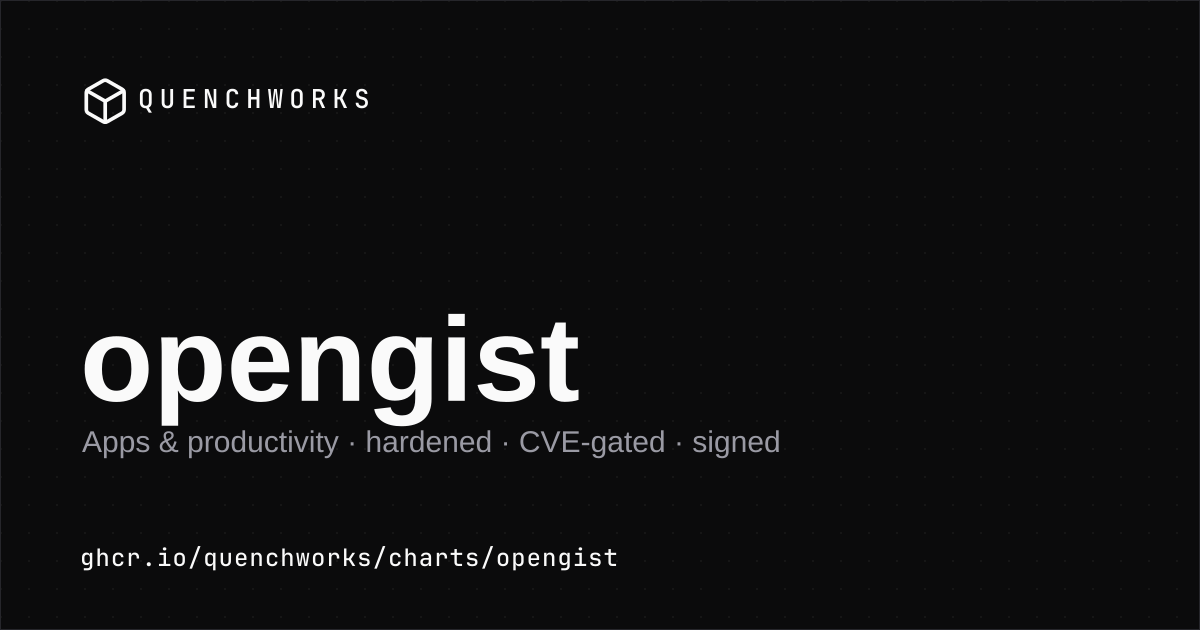 QUENCHWORKS
opengist
Apps & productivity · hardened · CVE-gated · signed
ghcr.io/quenchworks/charts/opengist